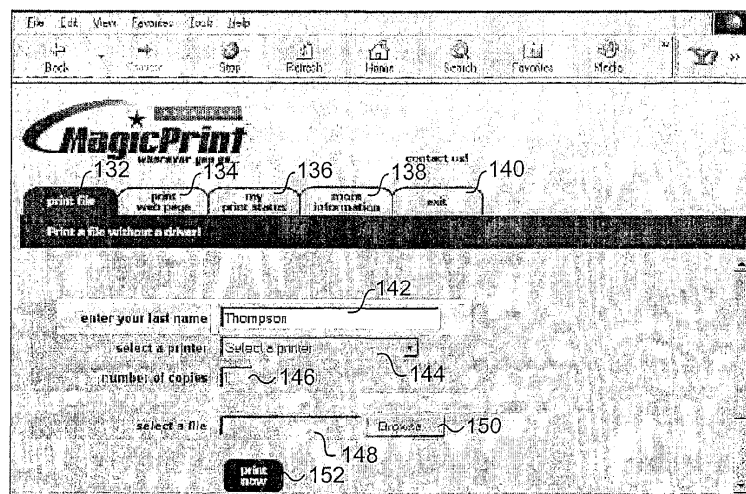 File Edit View Favorites Tools Help
Back Stop Refresh Home Search Favorites Media »
»
MagicPrint
wherever you go...
contact us!
132 134 136 138 140
print file
print web page
my print status
more information
exit
Print a file without a driver!
142
enter your last name Thompson
select a printer Select a printer
144
number of copies 1 146
select a file Browse... 150
148
print now 152